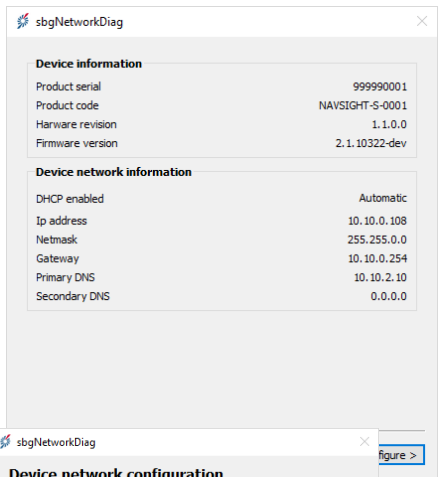 sbgNetworkDiag
Device information
Product serial 999990001
Product code NAVSIGHT-S-0001
Harware revision 1.1.0.0
Firmware version 2.1.10322-dev
Device network information
DHCP enabled Automatic
Ip address 10.10.0.108
Netmask 255.255.0.0
Gateway 10.10.0.254
Primary DNS 10.10.2.10
Secondary DNS 0.0.0.0
sbgNetworkDiag
figure >
Device network configuration